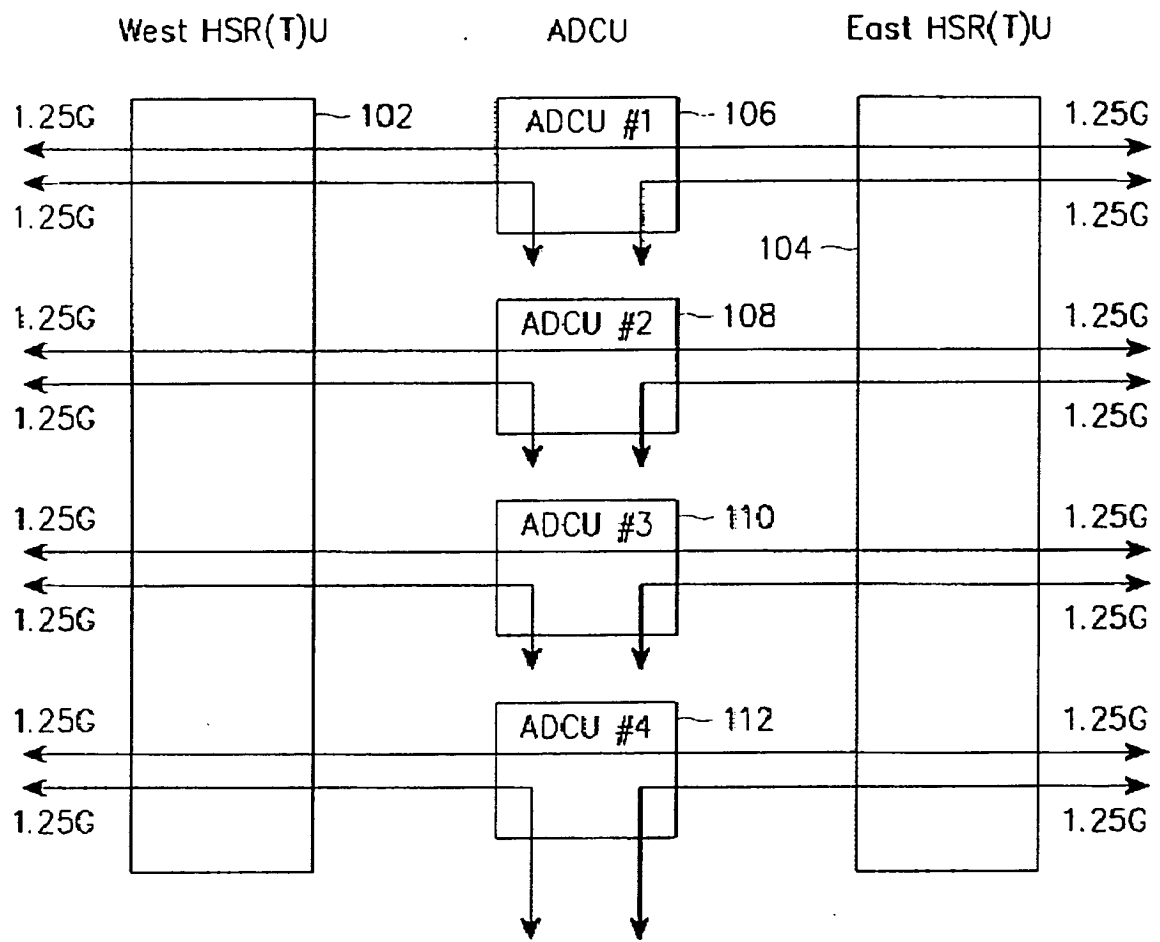 West HSR(T)U ADCU East HSR(T)U
1.25G 102 ADCU #1 106 1.25G
1.25G 1.25G
104
1.25G ADCU #2 108 1.25G
1.25G 1.25G
1.25G ADCU #3 110 1.25G
1.25G 1.25G
1.25G ADCU #4 112 1.25G
1.25G 1.25G